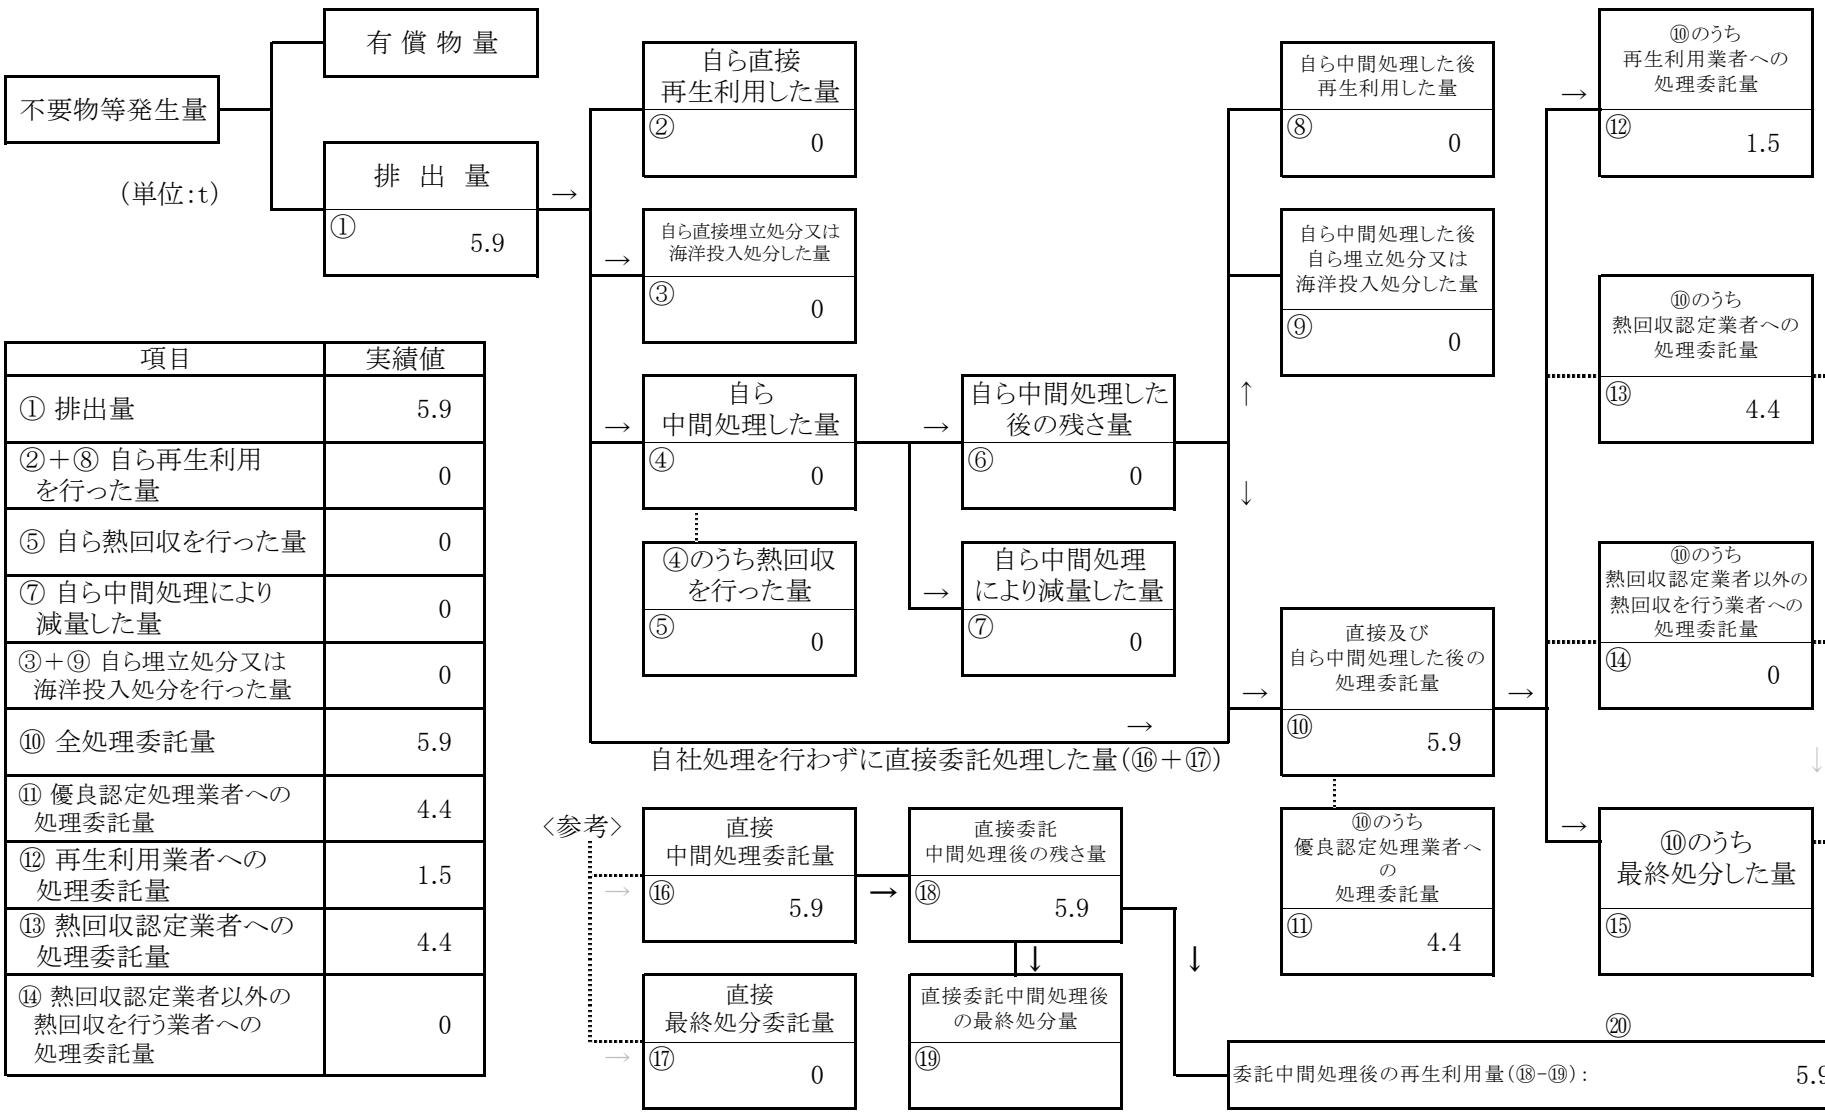 有 償 物 量
不要物等発生量
(単位:t)
排 出 量
→
①
5.9
自ら直接
再生利用した量
②
0
→
自ら直接埋立処分又は
海洋投入処分した量
③
0
→
自ら
中間処理した量
④
0
④のうち熱回収
を行った量
⑤
0
→
自ら中間処理した
後の残さ量
⑥
0
→
自ら中間処理
により減量した量
⑦
0
自ら中間処理した後
再生利用した量
⑧
0
自ら中間処理した後
自ら埋立処分又は
海洋投入処分した量
⑨
0
↑
↓
→
自社処理を行わずに直接委託処理した量(⑯+⑰)
→
直接及び
自ら中間処理した後の
処理委託量
⑩
5.9
→
⑩のうち
優良認定処理業者へ
の
処理委託量
⑪
4.4
→
⑩のうち
再生利用業者への
処理委託量
⑫
1.5
⑩のうち
熱回収認定業者への
処理委託量
⑬
4.4
⑩のうち
熱回収認定業者以外の
熱回収を行う業者への
処理委託量
⑭
0
↓
→
⑩のうち
最終処分した量
⑮
項目 実績値
① 排出量 5.9
②+⑧ 自ら再生利用
を行った量 0
⑤ 自ら熱回収を行った量 0
⑦ 自ら中間処理により
減量した量 0
③+⑨ 自ら埋立処分又は
海洋投入処分を行った量 0
⑩ 全処理委託量 5.9
⑪ 優良認定処理業者への
処理委託量 4.4
⑫ 再生利用業者への
処理委託量 1.5
⑬ 熱回収認定業者への
処理委託量 4.4
⑭ 熱回収認定業者以外の
熱回収を行う業者への
処理委託量 0
〈参考〉
→
直接
中間処理委託量
⑯
5.9
→
直接委託
中間処理後の残さ量
⑱
5.9
↓
↓
→
直接
最終処分委託量
⑰
0
直接委託中間処理後
の最終処分量
⑲
⑳
委託中間処理後の再生利用量(⑱-⑲): 5.9